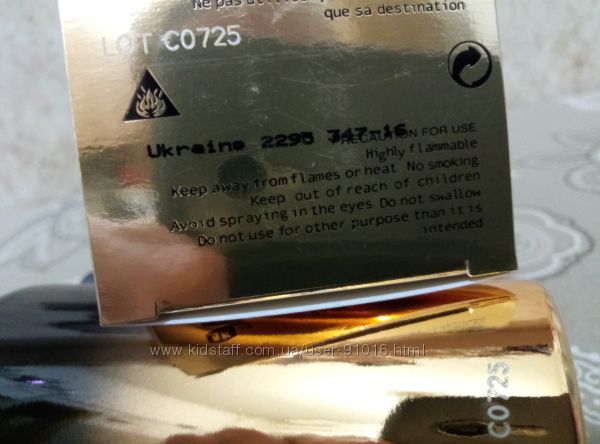 Ne pas utilis
que sa destination
LOT C0725
Ukraine 2295 347-16
PRECAUTION FOR USE
Highly flammable
Keep away from flames or heat. No smoking
Keep out of reach of children
Avoid spraying in the eyes. Do not swallow
Do not use for other purpose than it is
intended
© www.kidstaff.com.ua/user-91016.html
C0725